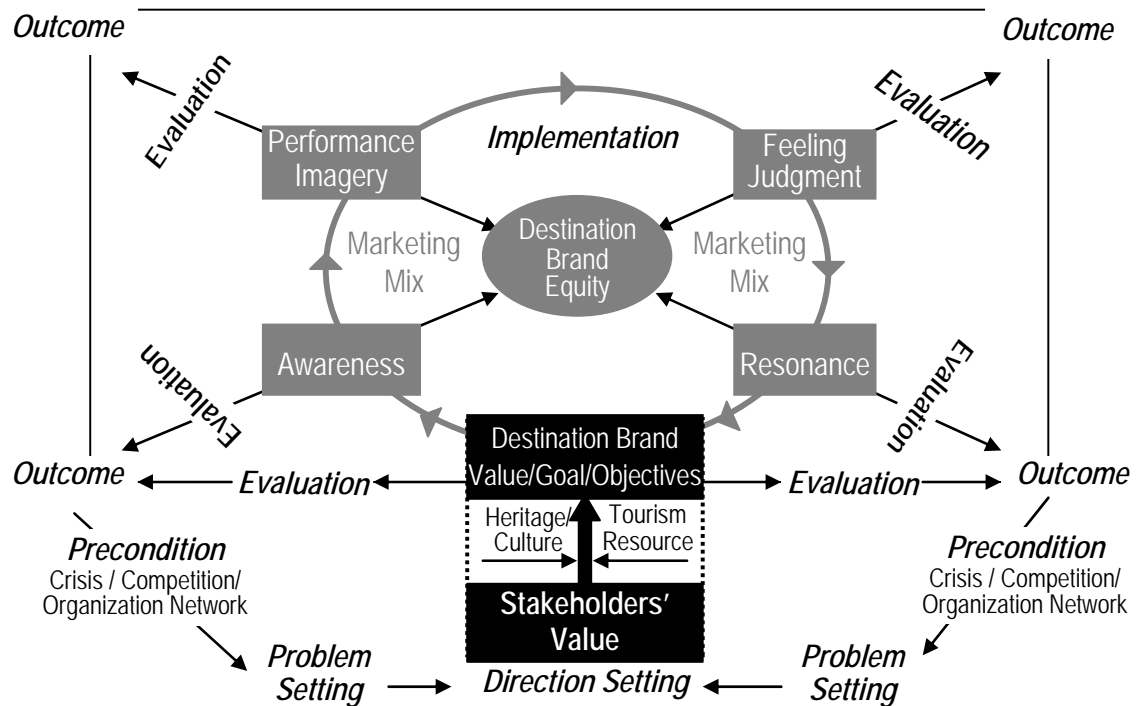 Outcome
Outcome
Evaluation
Evaluation
Performance
Imagery
Implementation
Feeling
Judgment
Marketing
Mix
Destination
Brand
Equity
Marketing
Mix
Awareness
Resonance
Evaluation
Evaluation
Destination Brand
Value/Goal/Objectives
Outcome
Evaluation
Evaluation
Outcome
Heritage/
Culture
Tourism
Resource
Precondition
Crisis / Competition/
Organization Network
Precondition
Crisis / Competition/
Organization Network
Stakeholders’
Value
Problem
Setting
Direction Setting
Problem
Setting